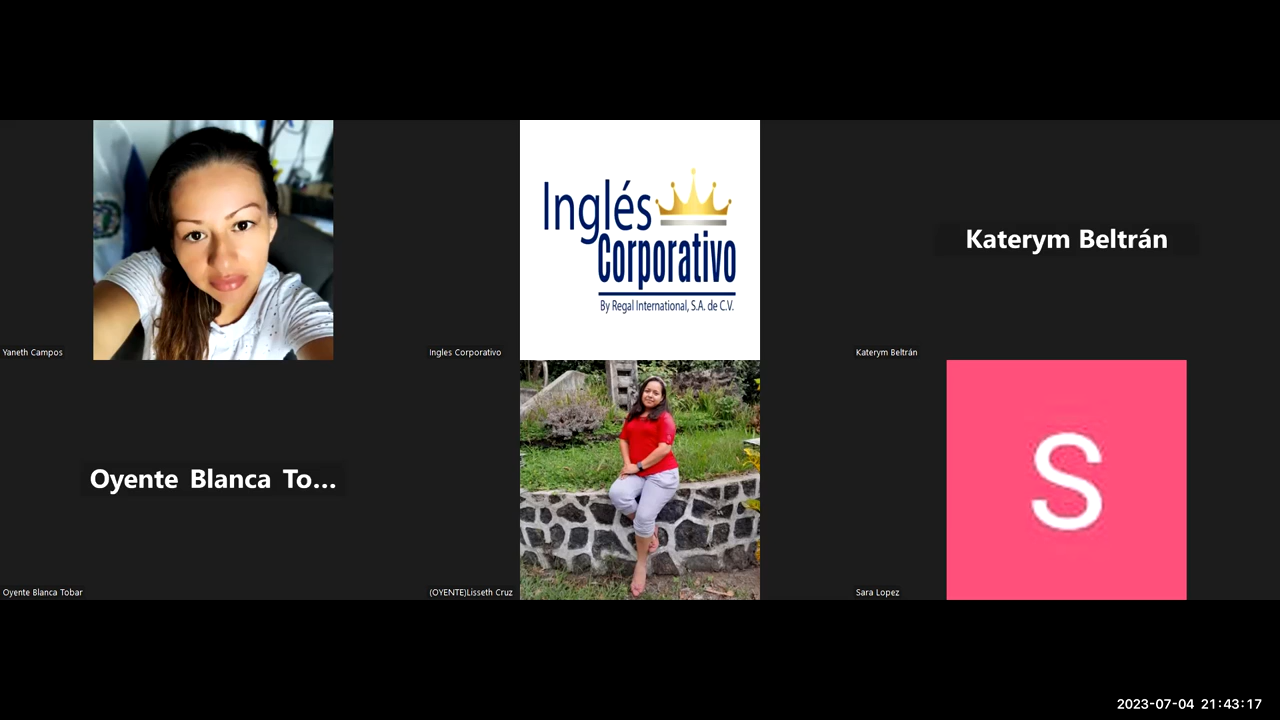 Inglés
Corporativo
By Regal International, S.A. de C.V.
Katerym Beltrán
Yaneth Campos
Ingles Corporativo
Katerym Beltrán
Oyente Blanca To...
S
Oyente Blanca Tobar
(OYENTE)Lisseth Cruz
Sara Lopez
2023-07-04 21:43:17